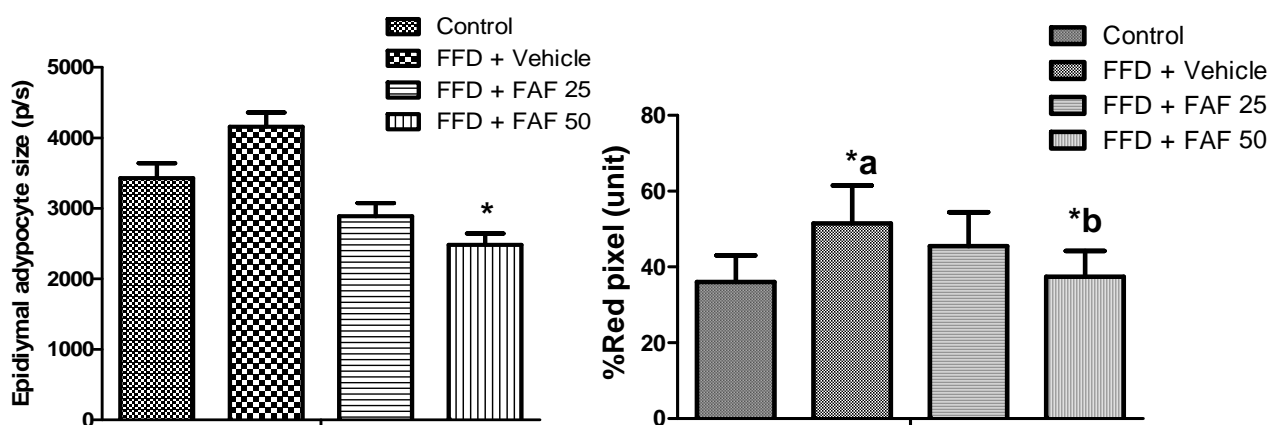 Control
FFD + Vehicle
FFD + FAF 25
FFD + FAF 50
5000
4000
3000
2000
1000
0
Epidiymal adypocyte size (p/s)
*
Control
FFD + Vehicle
FFD + FAF 25
FFD + FAF 50
80
60
40
20
0
%Red pixel (unit)
*a
*b